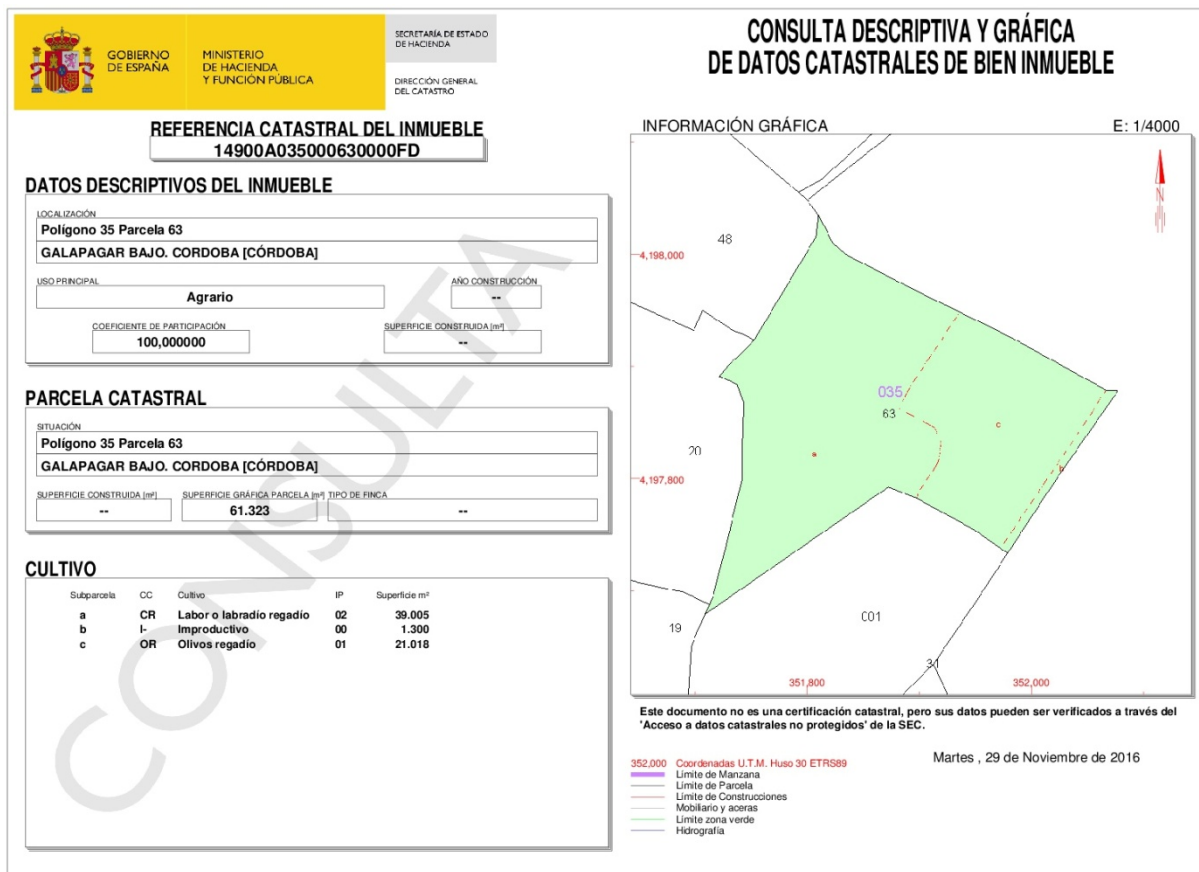 GOBIERNO
DE ESPAÑA
MINISTERIO
DE HACIENDA
Y FUNCIÓN PÚBLICA
SECRETARÍA DE ESTADO
DE HACIENDA
DIRECCIÓN GENERAL
DEL CATASTRO
CONSULTA DESCRIPTIVA Y GRÁFICA
DE DATOS CATASTRALES DE BIEN INMUEBLE
REFERENCIA CATASTRAL DEL INMUEBLE
14900A035000630000FD
DATOS DESCRIPTIVOS DEL INMUEBLE
LOCALIZACIÓN
Polígono 35 Parcela 63
GALAPAGAR BAJO. CORDOBA [CÓRDOBA]
USO PRINCIPAL AÑO CONSTRUCCIÓN
Agrario --
COEFICIENTE DE PARTICIPACIÓN SUPERFICIE CONSTRUIDA [m²]
100,000000 --
PARCELA CATASTRAL
SITUACIÓN
Polígono 35 Parcela 63
GALAPAGAR BAJO. CORDOBA [CÓRDOBA]
SUPERFICIE CONSTRUIDA [m²] SUPERFICIE GRÁFICA PARCELA [m²] TIPO DE FINCA
-- 61.323 --
CULTIVO
Subparcela CC Cultivo IP Superficie m²
a CR Labor o labradío regadío 02 39.005
b I- Improductivo 00 1.300
c OR Olivos regadío 01 21.018
CONSULTA
INFORMACIÓN GRÁFICA E: 1/4000
N
48
4,198,000
035
63
c
20
a
b
4,197,800
19
C01
31
351,800 352,000
Este documento no es una certificación catastral, pero sus datos pueden ser verificados a través del
'Acceso a datos catastrales no protegidos' de la SEC.
352,000 Coordenadas U.T.M. Huso 30 ETRS89
Límite de Manzana
Límite de Parcela
Límite de Construcciones
Mobiliario y aceras
Límite zona verde
Hidrografía
Martes , 29 de Noviembre de 2016